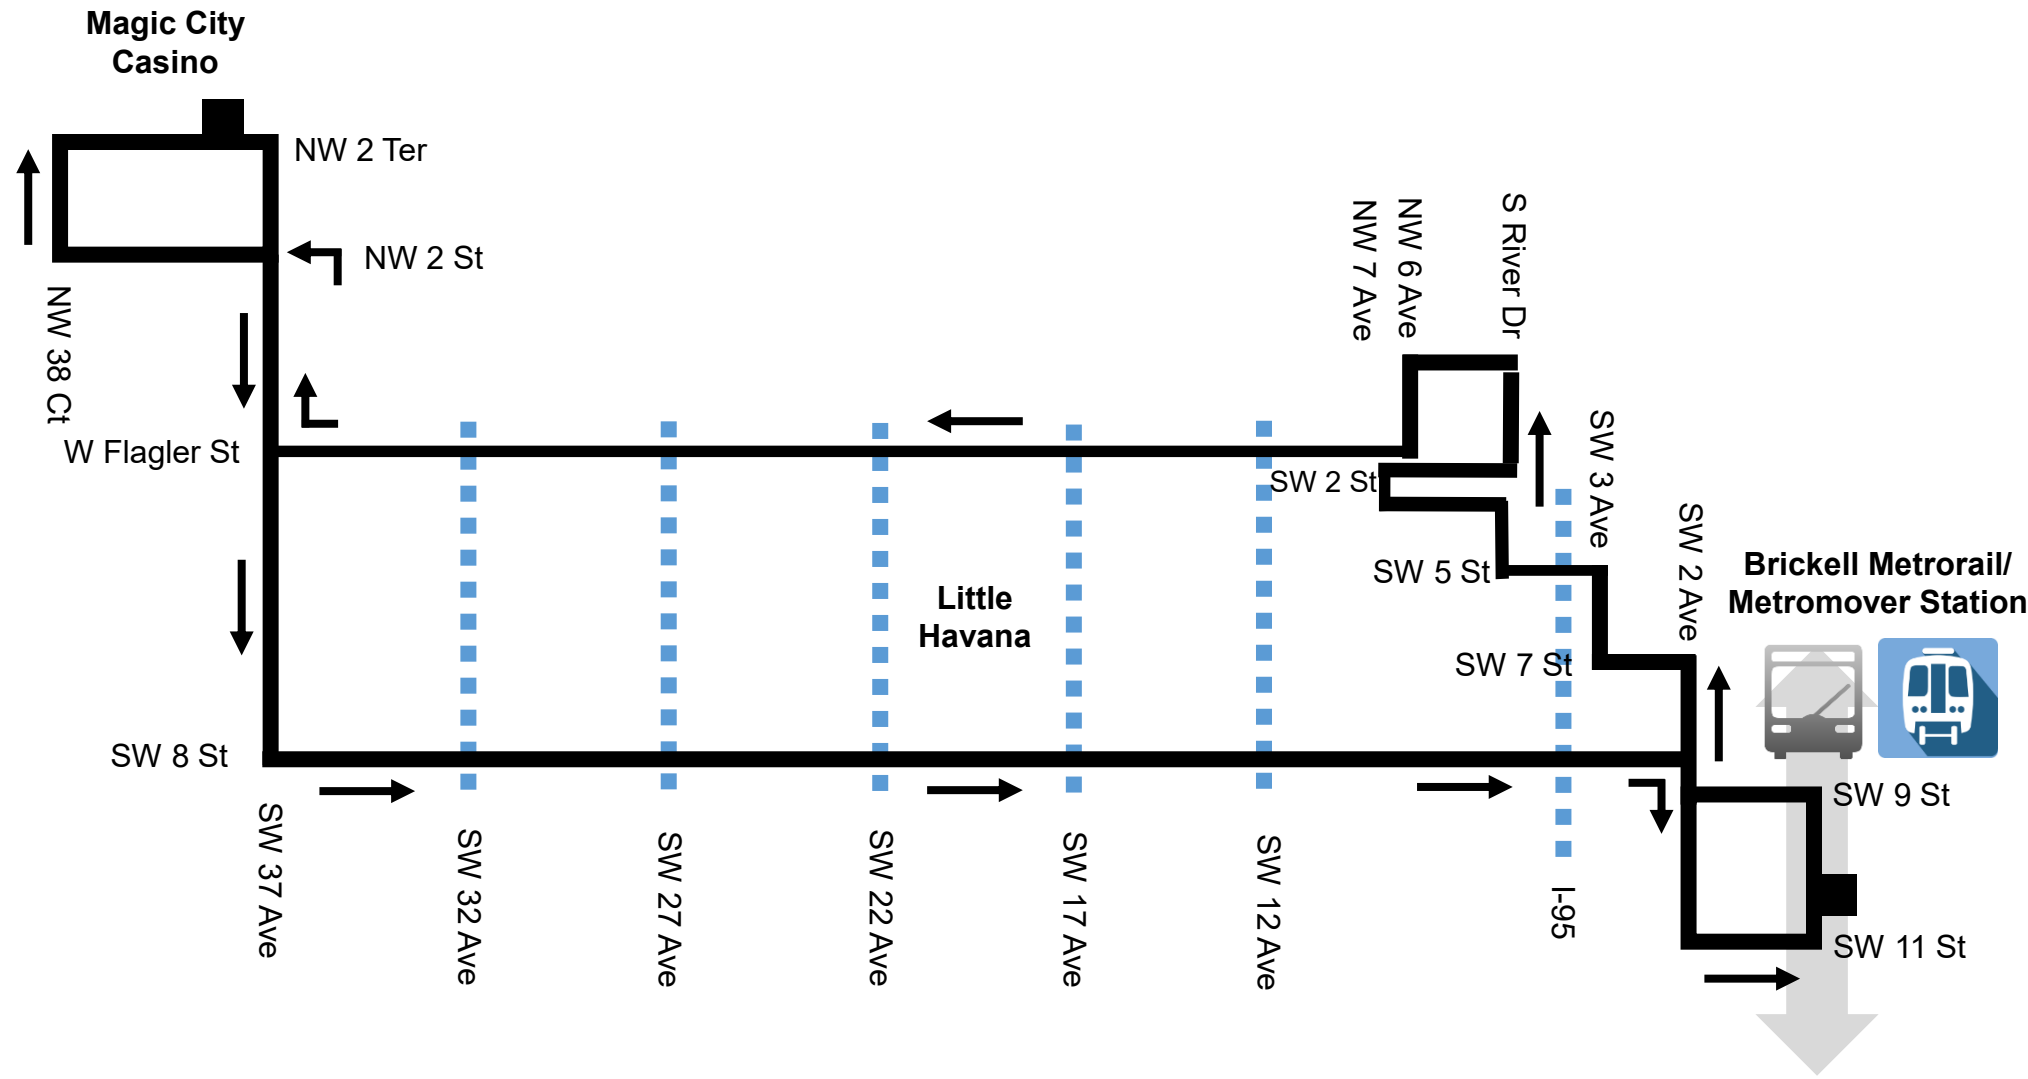 Magic City
Casino
NW 2 Ter
NW 2 St
NW 38 Ct
NW 7 Ave
NW 6 Ave
S River Dr
W Flagler St
SW 2 St
SW 3 Ave
SW 2 Ave
SW 5 St
Brickell Metrorail/
Metromover Station
Little
Havana
SW 7 St
SW 8 St
SW 9 St
SW 37 Ave
SW 32 Ave
SW 27 Ave
SW 22 Ave
SW 17 Ave
SW 12 Ave
I-95
SW 11 St